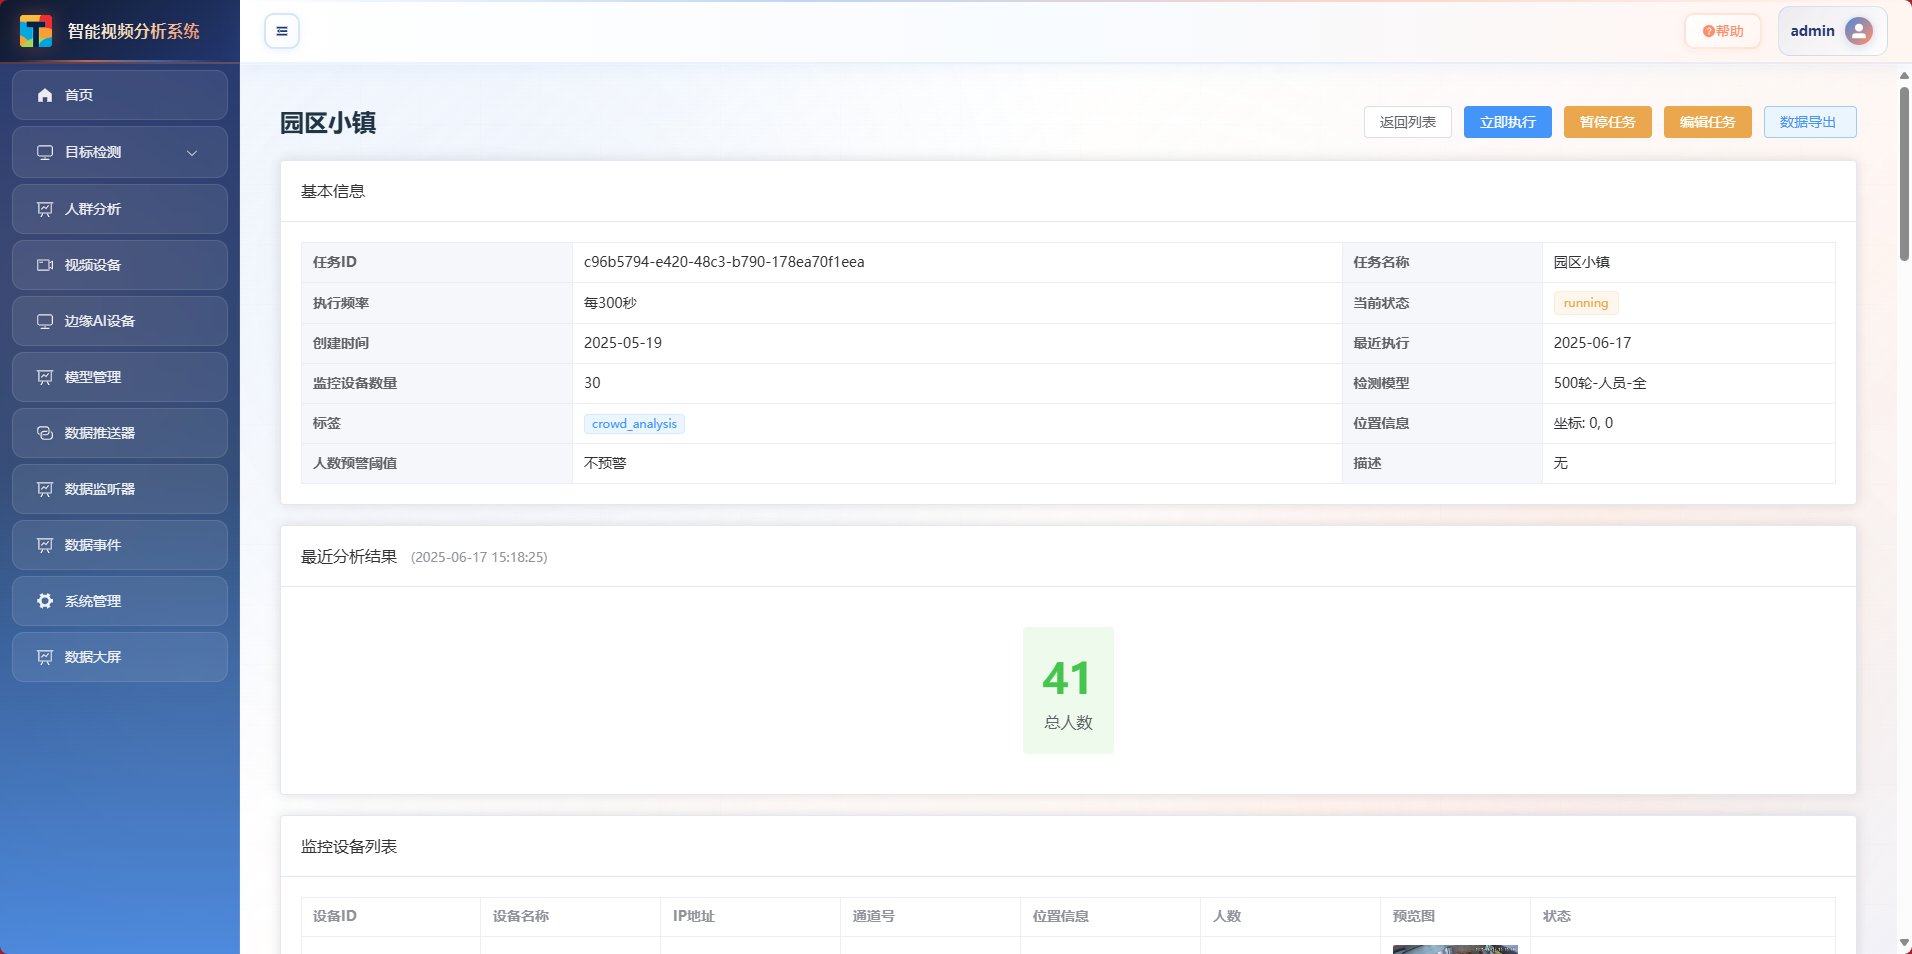 智能视频分析系统
帮助
admin
首页
目标检测
人群分析
视频设备
边缘AI设备
模型管理
数据推送器
数据监听器
数据事件
系统管理
数据大屏
园区小镇
返回列表
立即执行
暂停任务
编辑任务
数据导出
基本信息
任务ID c96b5794-e420-48c3-b790-178ea70f1eea 任务名称 园区小镇
执行频率 每300秒 当前状态 running
创建时间 2025-05-19 最近执行 2025-06-17
监控设备数量 30 检测模型 500轮-人员-全
标签 crowd_analysis 位置信息 坐标: 0, 0
人数预警阈值 不预警 描述 无
最近分析结果 (2025-06-17 15:18:25)
41
总人数
监控设备列表
设备ID 设备名称 IP地址 通道号 位置信息 人数 预览图 状态